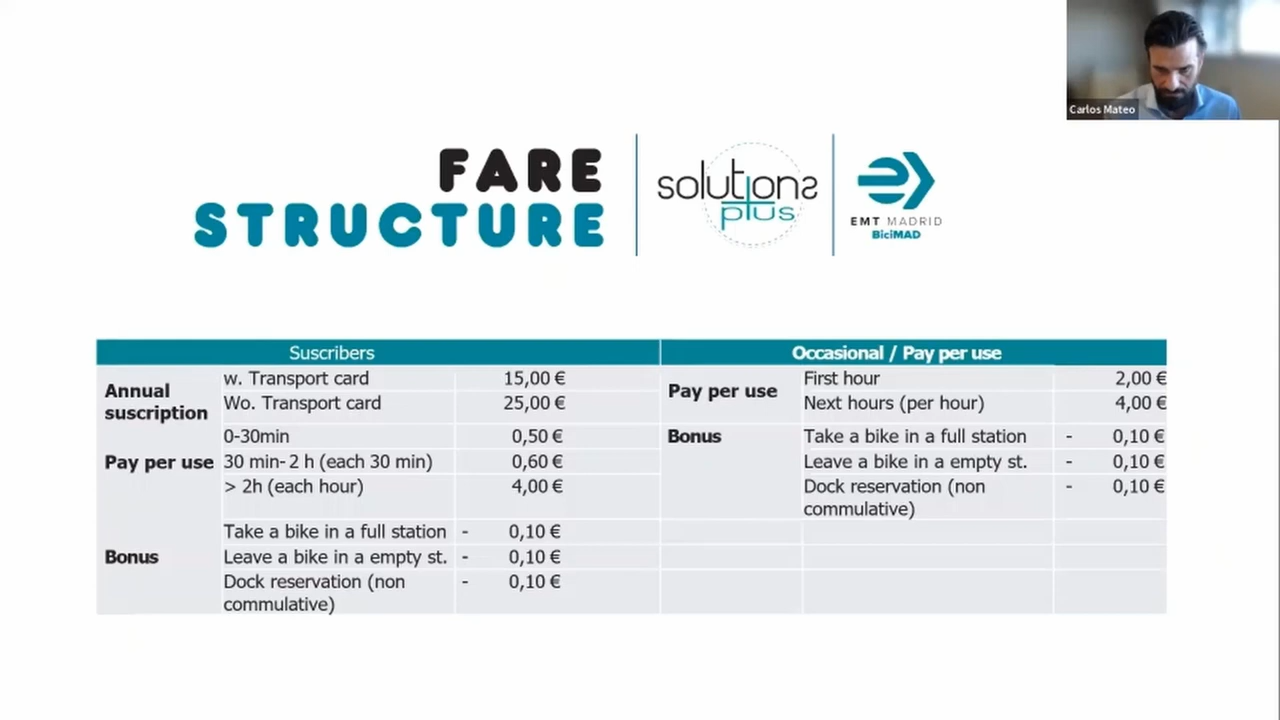 Carlos Mateo
FARE
STRUCTURE
solutions
plus
EMT MADRID
BiciMAD
Suscribers
Occasional / Pay per use
Annual
suscription
w. Transport card 15,00 €
Wo. Transport card 25,00 €
Pay per use
0-30min 0,50 €
30 min- 2 h (each 30 min) 0,60 €
> 2h (each hour) 4,00 €
Bonus
Take a bike in a full station - 0,10 €
Leave a bike in a empty st. - 0,10 €
Dock reservation (non - 0,10 €
commulative)
Pay per use
First hour 2,00 €
Next hours (per hour) 4,00 €
Bonus
Take a bike in a full station - 0,10 €
Leave a bike in a empty st. - 0,10 €
Dock reservation (non - 0,10 €
commulative)